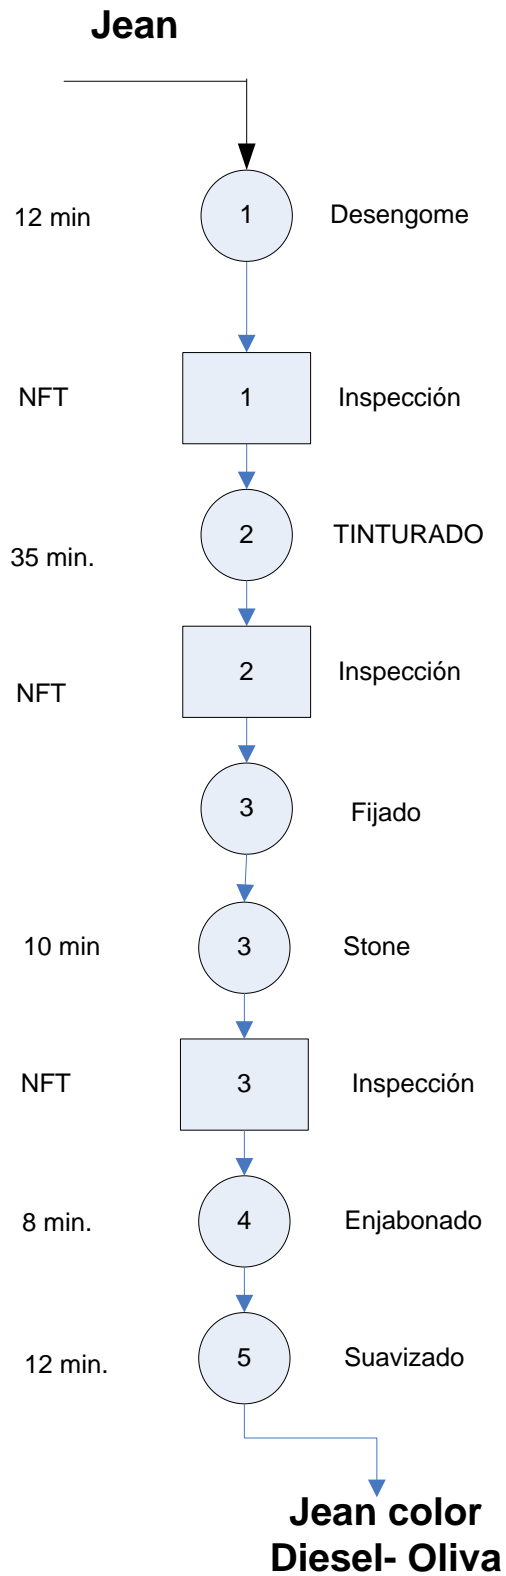 Jean
12 min
1
Desengome
NFT
1
Inspección
2
TINTURADO
35 min.
2
Inspección
NFT
3
Fijado
10 min
3
Stone
NFT
3
Inspección
8 min.
4
Enjabonado
12 min.
5
Suavizado
Jean color
Diesel- Oliva